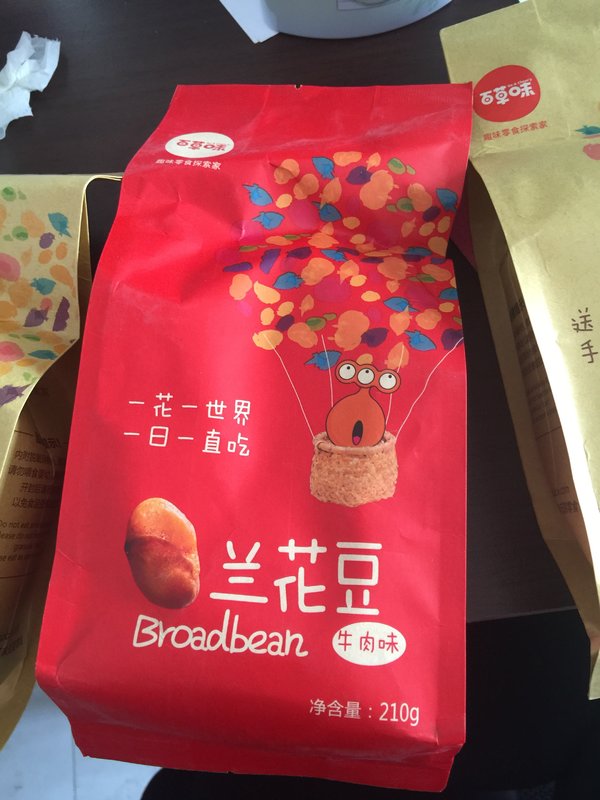 百草味
趣味零食探索家
一花一世界
一日一直吃
兰花豆
Broadbean
牛肉味
净含量：210g
百草味
趣味零食探索家
送
手